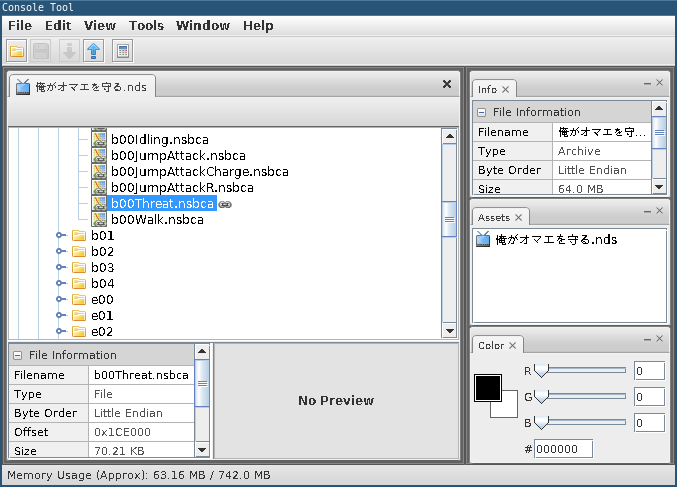 Console Tool
File Edit View Tools Window Help
俺がオマエを守る.nds
b00Idling.nsbca
b00JumpAttack.nsbca
b00JumpAttackCharge.nsbca
b00JumpAttackR.nsbca
b00Threat.nsbca
b00Walk.nsbca
b01
b02
b03
b04
e00
e01
e02
File Information
Filename b00Threat.nsbca
Type File
Byte Order Little Endian
Offset 0x1CE000
Size 70.21 KB
No Preview
Info
File Information
Filename 俺がオマエを守る...
Type Archive
Byte Order Little Endian
Size 64.0 MB
Assets
俺がオマエを守る.nds
Color
R 0
G 0
B 0
# 000000
Memory Usage (Approx): 63.16 MB / 742.0 MB